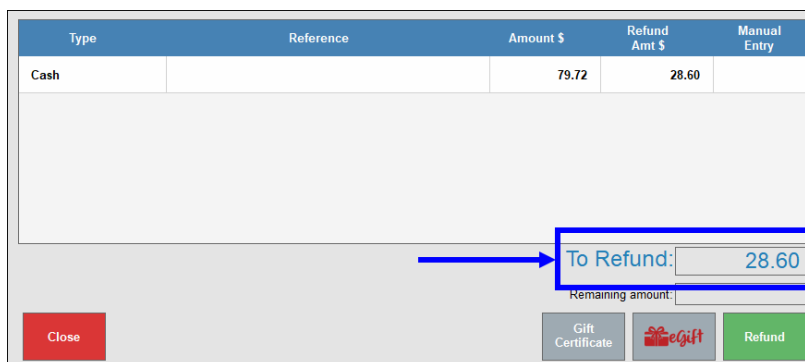 Type Reference Amount $ Refund Amt $ Manual Entry
Cash 79.72 28.60
To Refund: 28.60
Remaining amount:
Close
Gift
Certificate
eGift
Refund